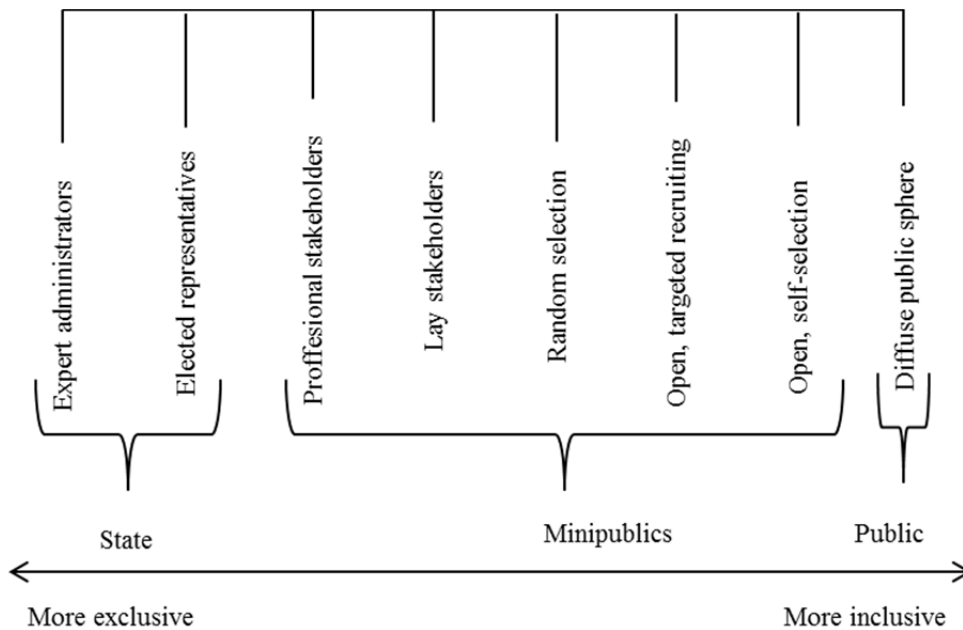 Expert administrators
Elected representatives
Proffesional stakeholders
Lay stakeholders
Random selection
Open, targeted recruiting
Open, self-selection
Diffuse public sphere
State
Minipublics
Public
More exclusive
More inclusive